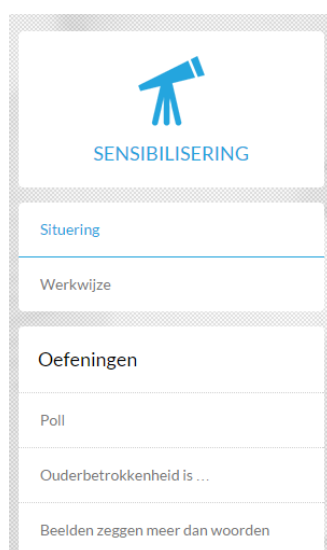 SENSIBILISERING
Situering
Werkwijze
Oefeningen
Poll
Ouderbetrokkenheid is ...
Beelden zeggen meer dan woorden